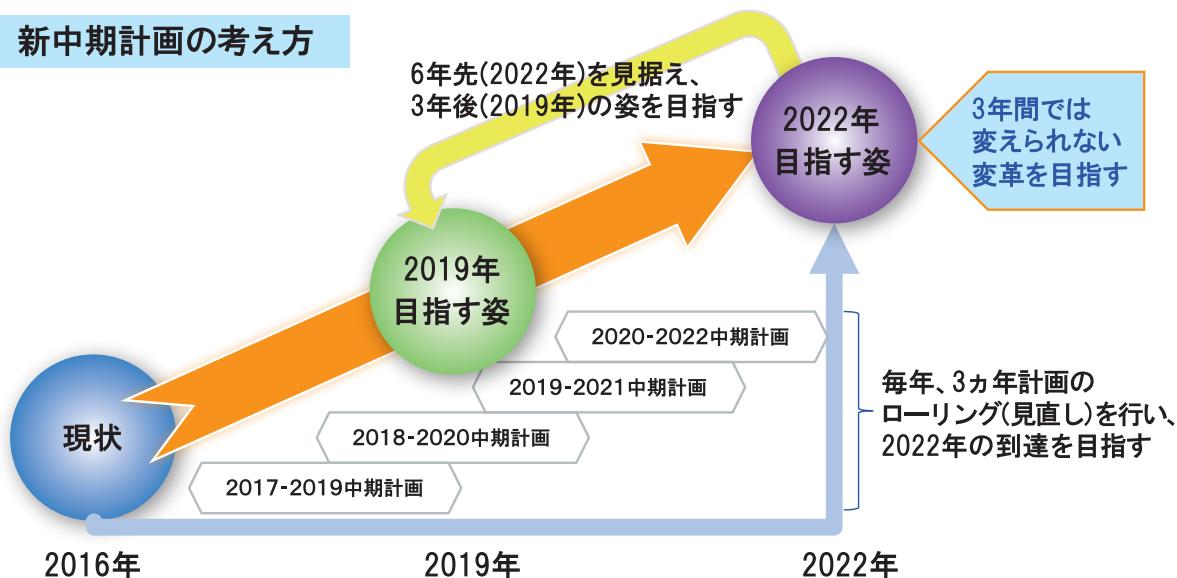 新中期計画の考え方
6年先(2022年)を見据え、
3年後(2019年)の姿を目指す
2022年
目指す姿
3年間では
変えられない
変革を目指す
2019年
目指す姿
2020-2022中期計画
2019-2021中期計画
2018-2020中期計画
2017-2019中期計画
現状
毎年、3ヵ年計画の
ローリング(見直し)を行い、
2022年の到達を目指す
2016年
2019年
2022年